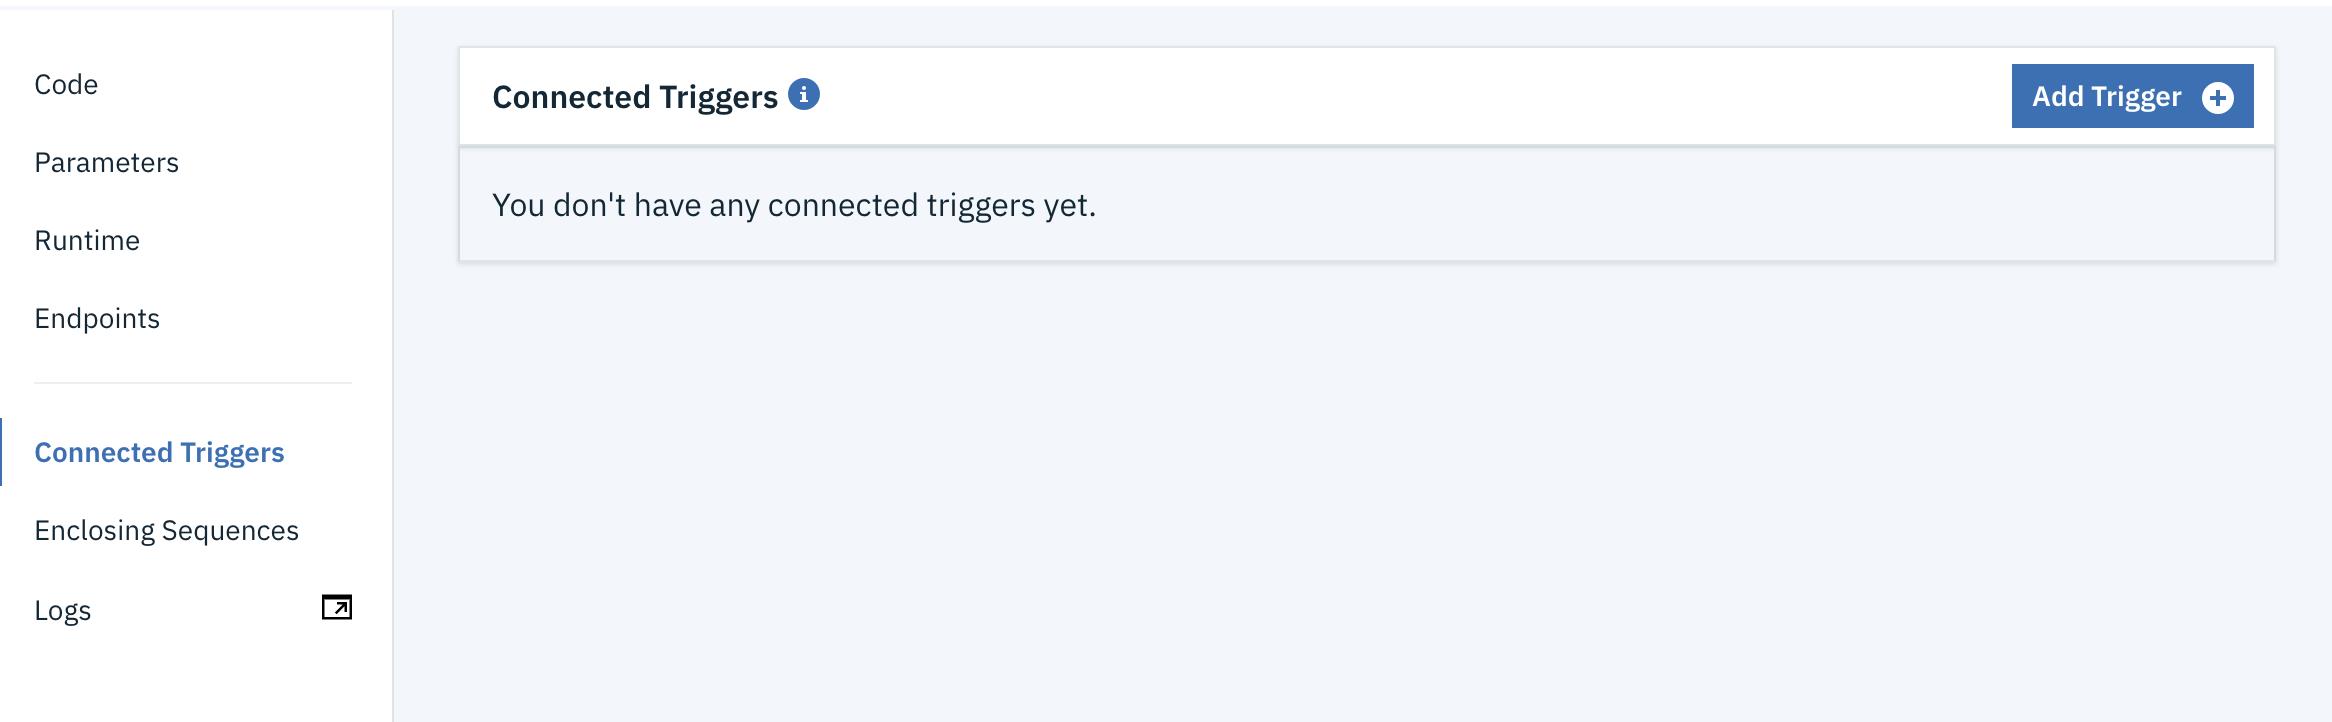 Code
Parameters
Runtime
Endpoints
Connected Triggers
Enclosing Sequences
Logs
Connected Triggers
Add Trigger
You don't have any connected triggers yet.